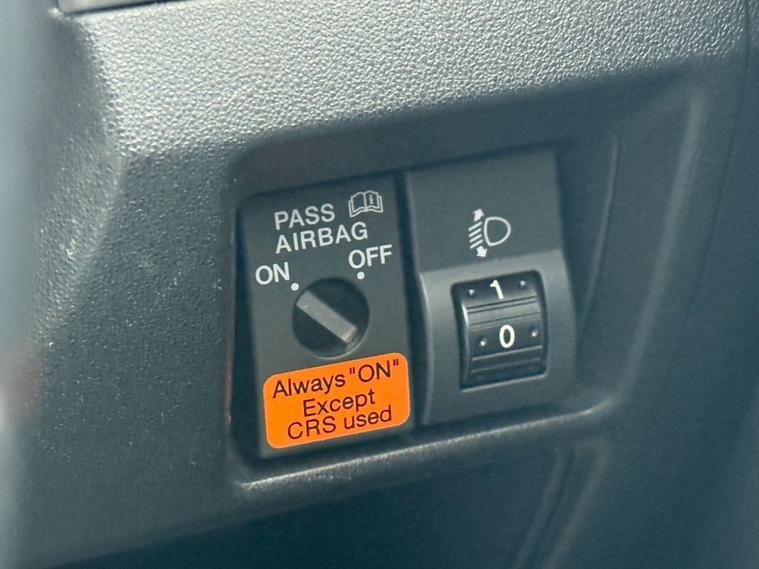 PASS
AIRBAG
ON
OFF
Always "ON"
Except
CRS used
1
0